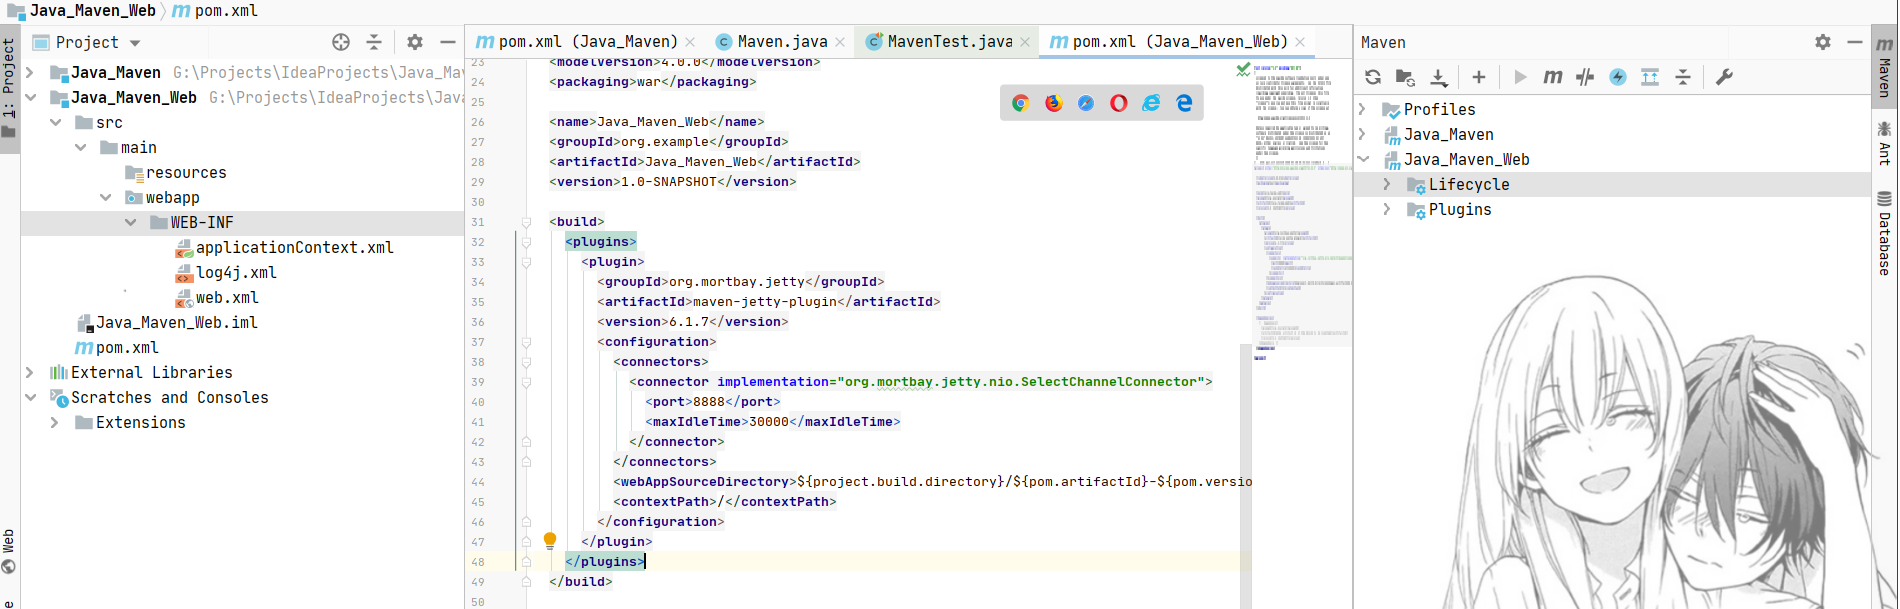 Java_Maven_Web
pom.xml
1: Project
Web
Project
Java_Maven G:\Projects\IdeaProjects\Java_Ma
Java_Maven_Web G:\Projects\IdeaProjects\Java
src
main
resources
webapp
WEB-INF
applicationContext.xml
log4j.xml
web.xml
Java_Maven_Web.iml
pom.xml
External Libraries
Scratches and Consoles
Extensions
pom.xml (Java_Maven)
Maven.java
MavenTest.java
pom.xml (Java_Maven_Web)
23 <modelVersion>4.0.0</modelVersion>
24 <packaging>war</packaging>
25
26 <name>Java_Maven_Web</name>
27 <groupId>org.example</groupId>
28 <artifactId>Java_Maven_Web</artifactId>
29 <version>1.0-SNAPSHOT</version>
30
31 <build>
32 <plugins>
33 <plugin>
34 <groupId>org.mortbay.jetty</groupId>
35 <artifactId>maven-jetty-plugin</artifactId>
36 <version>6.1.7</version>
37 <configuration>
38 <connectors>
39 <connector implementation="org.mortbay.jetty.nio.SelectChannelConnector">
40 <port>8888</port>
41 <maxIdleTime>30000</maxIdleTime>
42 </connector>
43 </connectors>
44 <webAppSourceDirectory>${project.build.directory}/${pom.artifactId}-${pom.versio
45 <contextPath>/</contextPath>
46 </configuration>
47 </plugin>
48 </plugins>
49 </build>
50
Maven
Profiles
Java_Maven
Java_Maven_Web
Lifecycle
Plugins
Maven
Ant
Database